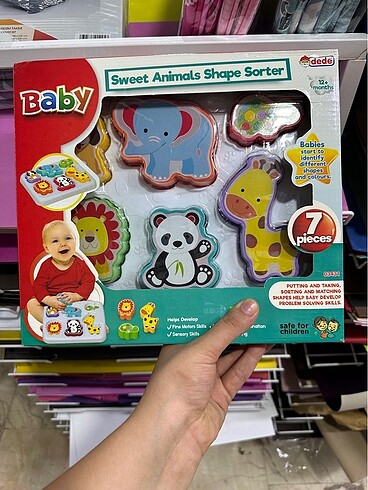 dede
Sweet Animals Shape Sorter
12+
months
Baby
Babies
start to
identify
different
shapes
and colours.
7
pieces
PUTTING AND TAKING,
SORTING AND MATCHING
SHAPES HELP BABY DEVELOP
PROBLEM SOLVING SKILLS.
Helps Develop
✓ Fine Motors Skills
✓ Sensory Skills
safe for
children